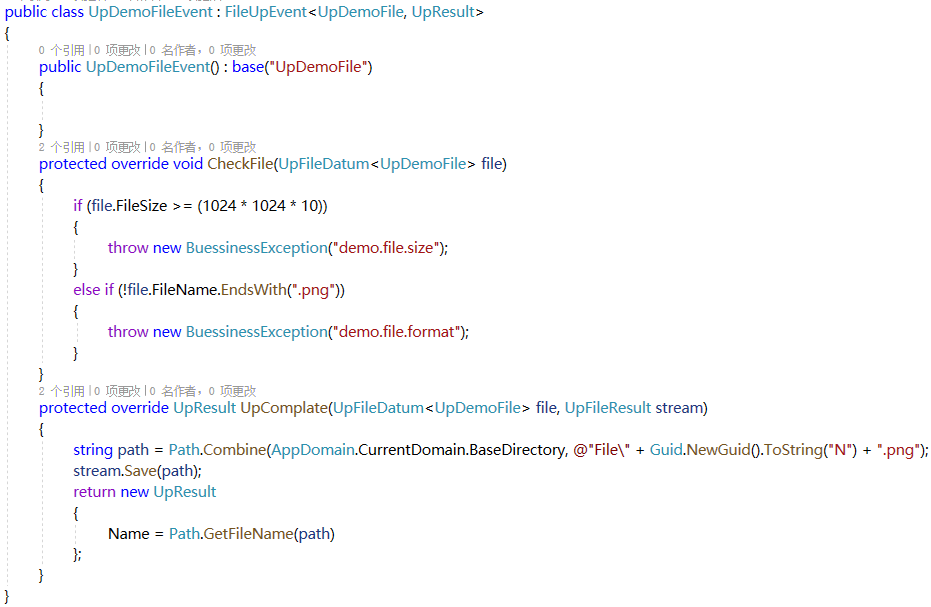 public class UpDemoFileEvent : FileUpEvent<UpDemoFile, UpResult>
{
0 个引用|0 项更改|0 名作者，0 项更改
public UpDemoFileEvent() : base("UpDemoFile")
{
}
2 个引用|0 项更改|0 名作者，0 项更改
protected override void CheckFile(UpFileDatum<UpDemoFile> file)
{
if (file.FileSize >= (1024 * 1024 * 10))
{
throw new BuessinessException("demo.file.size");
}
else if (!file.FileName.EndsWith(".png"))
{
throw new BuessinessException("demo.file.format");
}
}
2 个引用|0 项更改|0 名作者，0 项更改
protected override UpResult UpComplate(UpFileDatum<UpDemoFile> file, UpFileResult stream)
{
string path = Path.Combine(AppDomain.CurrentDomain.BaseDirectory, @"File\" + Guid.NewGuid().ToString("N") + ".png");
stream.Save(path);
return new UpResult
{
Name = Path.GetFileName(path)
};
}
}